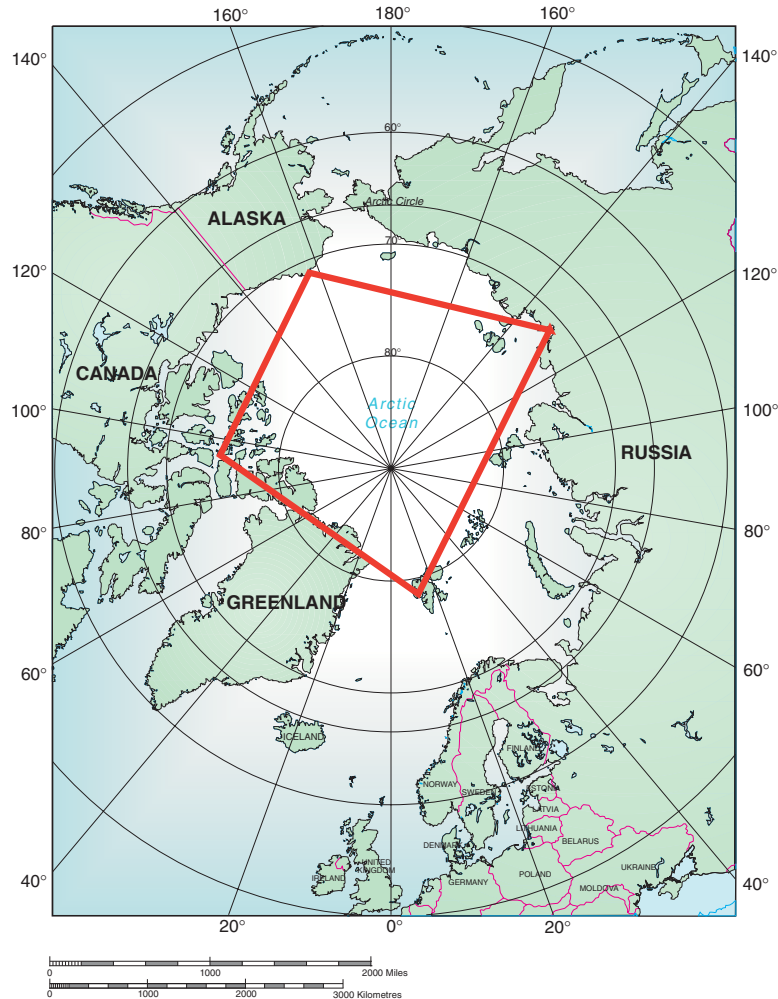 160° 180° 160°
140° 140°
60°
Arctic Circle
ALASKA
70°
120° 120°
80°
CANADA
Arctic
Ocean
100° 100°
RUSSIA
80° 80°
GREENLAND
60° 60°
ICELAND
FINLAND
NORWAY
SWEDEN
ESTONIA
LATVIA
LITHUANIA
BELARUS
DENMARK
UNITED
KINGDOM
IRELAND
GERMANY
POLAND
UKRAINE
MOLDOVA
40° 40°
20° 0° 20°
0 1000 2000 Miles
0 1000 2000 3000 Kilometres